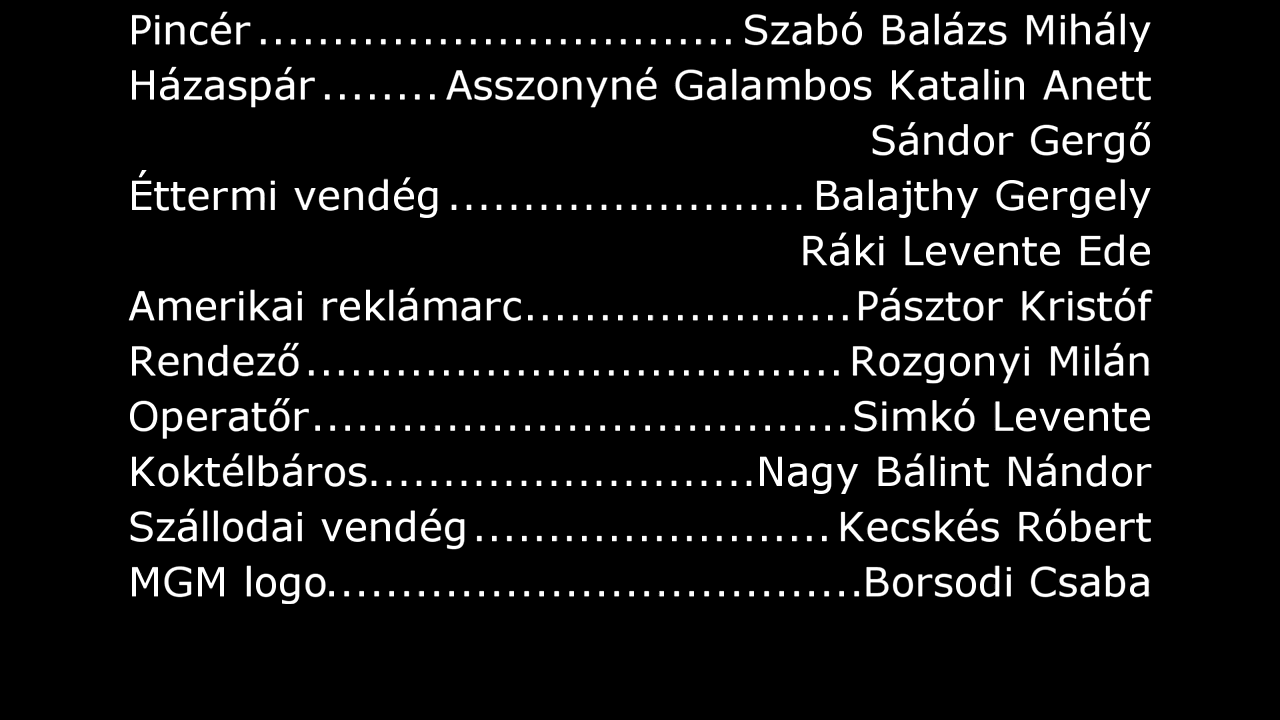 Pincér................................Szabó Balázs Mihály
Házaspár........Asszonyné Galambos Katalin Anett
Sándor Gergő
Éttermi vendég........................Balajthy Gergely
Ráki Levente Ede
Amerikai reklámarc......................Pásztor Kristóf
Rendező....................................Rozgonyi Milán
Operatőr....................................Simkó Levente
Koktélbáros..........................Nagy Bálint Nándor
Szállodai vendég........................Kecskés Róbert
MGM logo....................................Borsodi Csaba